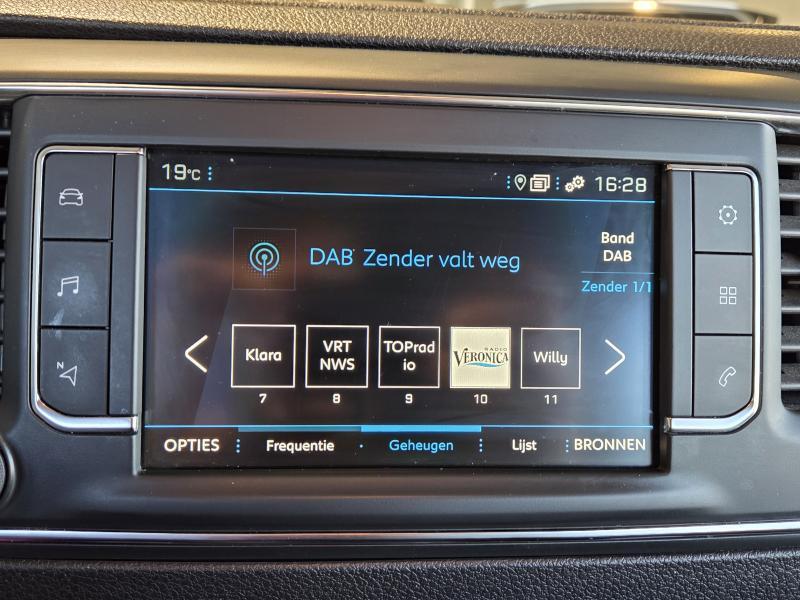 19°C
16:28
DAB Zender valt weg
Band
DAB
Zender 1/1
Klara
VRT
NWS
TOPrad
io
RADIO
VERONICA
Willy
7
8
9
10
11
OPTIES
Frequentie
Geheugen
Lijst
BRONNEN
N